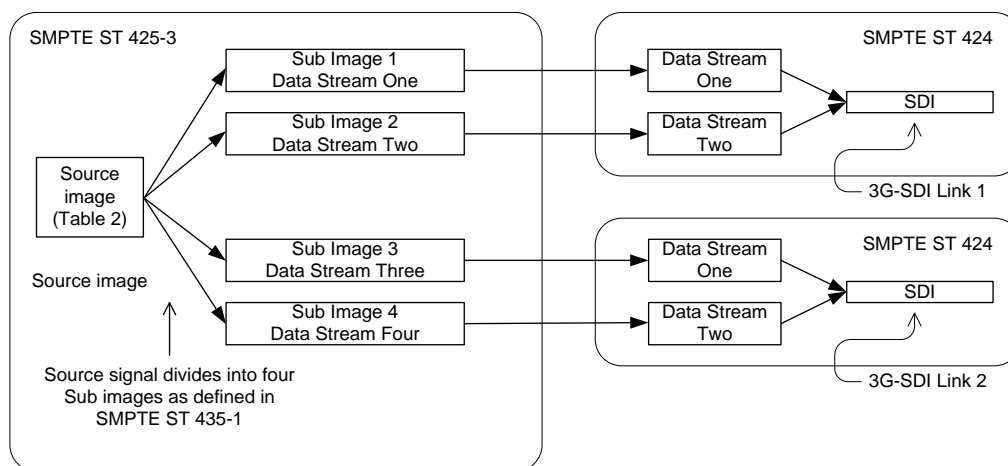 SMPTE ST 425-3
Sub Image 1
Data Stream One
Sub Image 2
Data Stream Two
Source
image
(Table 2)
Sub Image 3
Data Stream Three
Source image
Sub Image 4
Data Stream Four
Source signal divides into four
Sub images as defined in
SMPTE ST 435-1
SMPTE ST 424
Data Stream
One
SDI
Data Stream
Two
3G-SDI Link 1
SMPTE ST 424
Data Stream
One
SDI
Data Stream
Two
3G-SDI Link 2